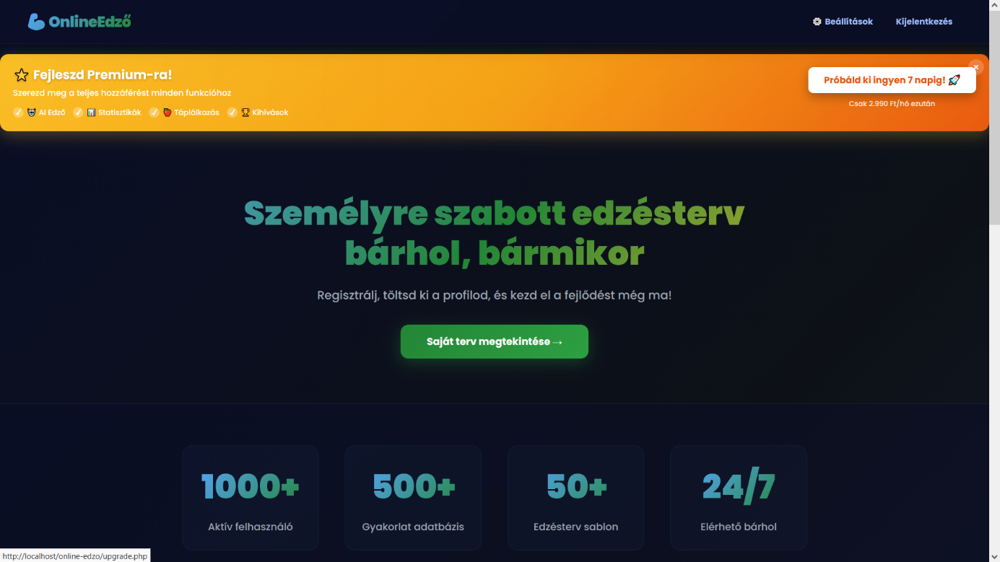 OnlineEdző
Beállítások
Kijelentkezés
Fejleszd Premium-ra!
Szerezd meg a teljes hozzáférést minden funkcióhoz
✓ AI Edző ✓ Statisztikák ✓ Táplálkozás ✓ Kihívások
×
Próbáld ki ingyen 7 napig!
Csak 2.990 Ft/hó ezután
Személyre szabott edzésterv
bárhol, bármikor
Regisztrálj, töltsd ki a profilod, és kezd el a fejlődést még ma!
Saját terv megtekintése →
1000+
Aktív felhasználó
500+
Gyakorlat adatbázis
50+
Edzésterv sablon
24/7
Elérhető bárhol
http://localhost/online-edzo/upgrade.php